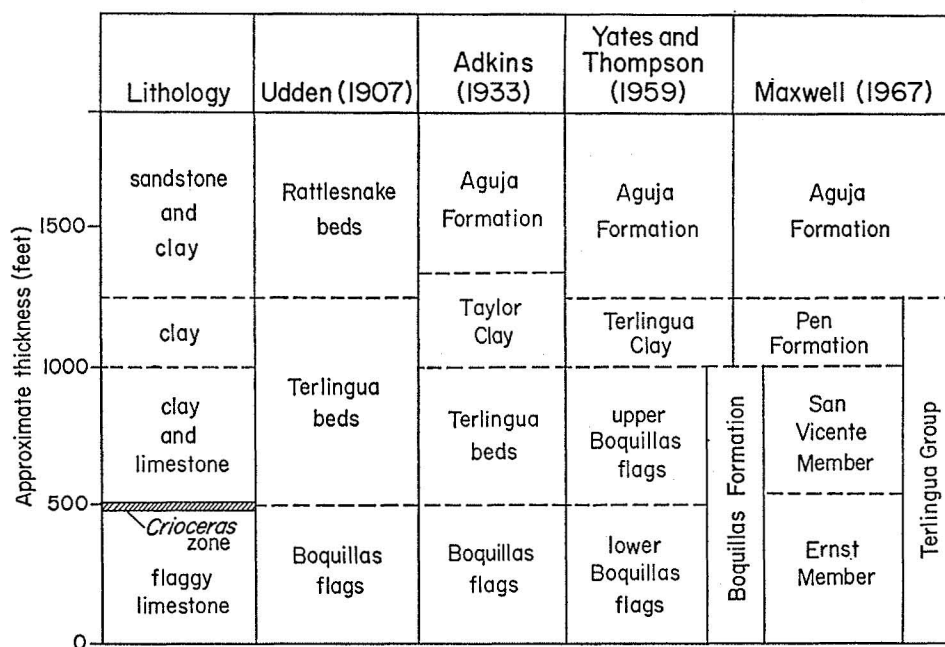 Lithology
Udden (1907)
Adkins
(1933)
Yates and
Thompson
(1959)
Maxwell (1967)
Approximate thickness (feet)
1500
1000
500
0
sandstone
and
clay
clay
clay
and
limestone
Crioceras
zone
flaggy
limestone
Rattlesnake
beds
Terlingua
beds
Boquillas
flags
Aguja
Formation
Taylor
Clay
Terlingua
beds
Boquillas
flags
Aguja
Formation
Terlingua
Clay
upper
Boquillas
flags
lower
Boquillas
flags
Boquillas Formation
Aguja
Formation
Pen
Formation
San
Vicente
Member
Ernst
Member
Terlingua Group